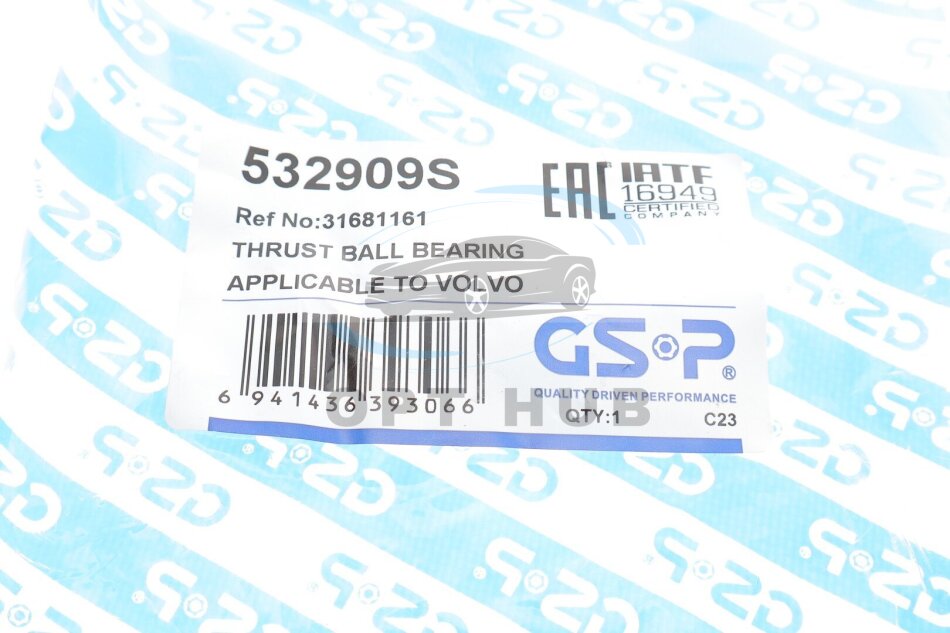 532909S
EAC
IATF
16949
CERTIFIED
COMPANY
Ref No:31681161
THRUST BALL BEARING
APPLICABLE TO VOLVO
GSP®
QUALITY DRIVEN PERFORMANCE
6 941436 393066
QTY:1
C23
OPT HUB